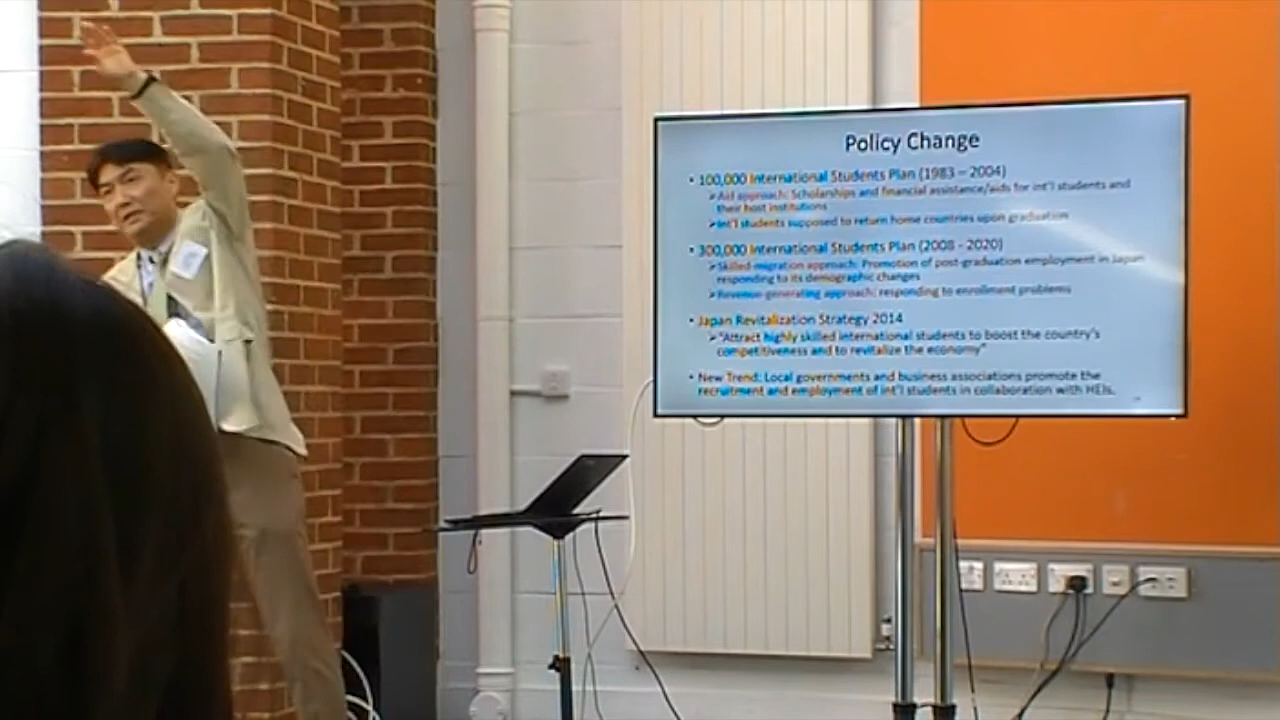 Policy Change
• 100,000 International Students Plan (1983 – 2004)
➢Aid approach: Scholarships and financial assistance/aids for int'l students and
their host institutions
➢Int'l students supposed to return home countries upon graduation
• 300,000 International Students Plan (2008 - 2020)
➢Skilled-migration approach: Promotion of post-graduation employment in Japan
responding to its demographic changes
➢Revenue-generating approach: responding to enrollment problems
• Japan Revitalization Strategy 2014
➢"Attract highly skilled international students to boost the country's
competitiveness and to revitalize the economy"
• New Trend: Local governments and business associations promote the
recruitment and employment of int'l students in collaboration with HEIs.